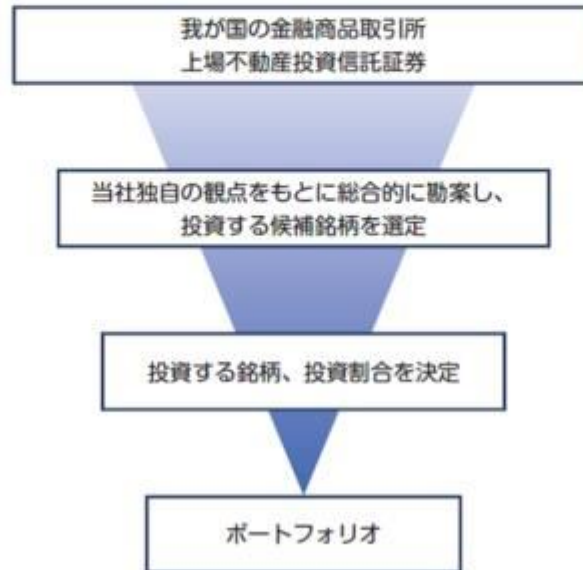 我が国の金融商品取引所
上場不動産投資信託証券
当社独自の観点をもとに総合的に勘案し、
投資する候補銘柄を選定
投資する銘柄、投資割合を決定
ポートフォリオ